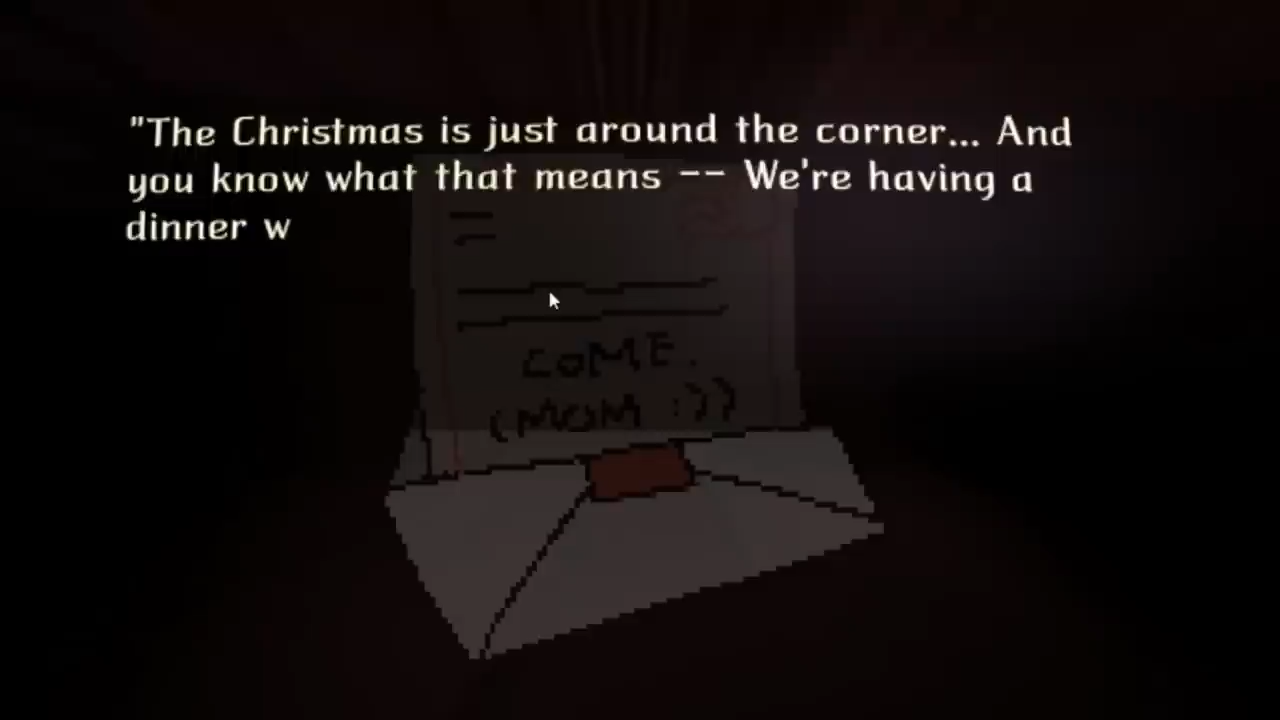 "The Christmas is just around the corner... And
you know what that means -- We're having a
dinner w
COME.
(MOM :))